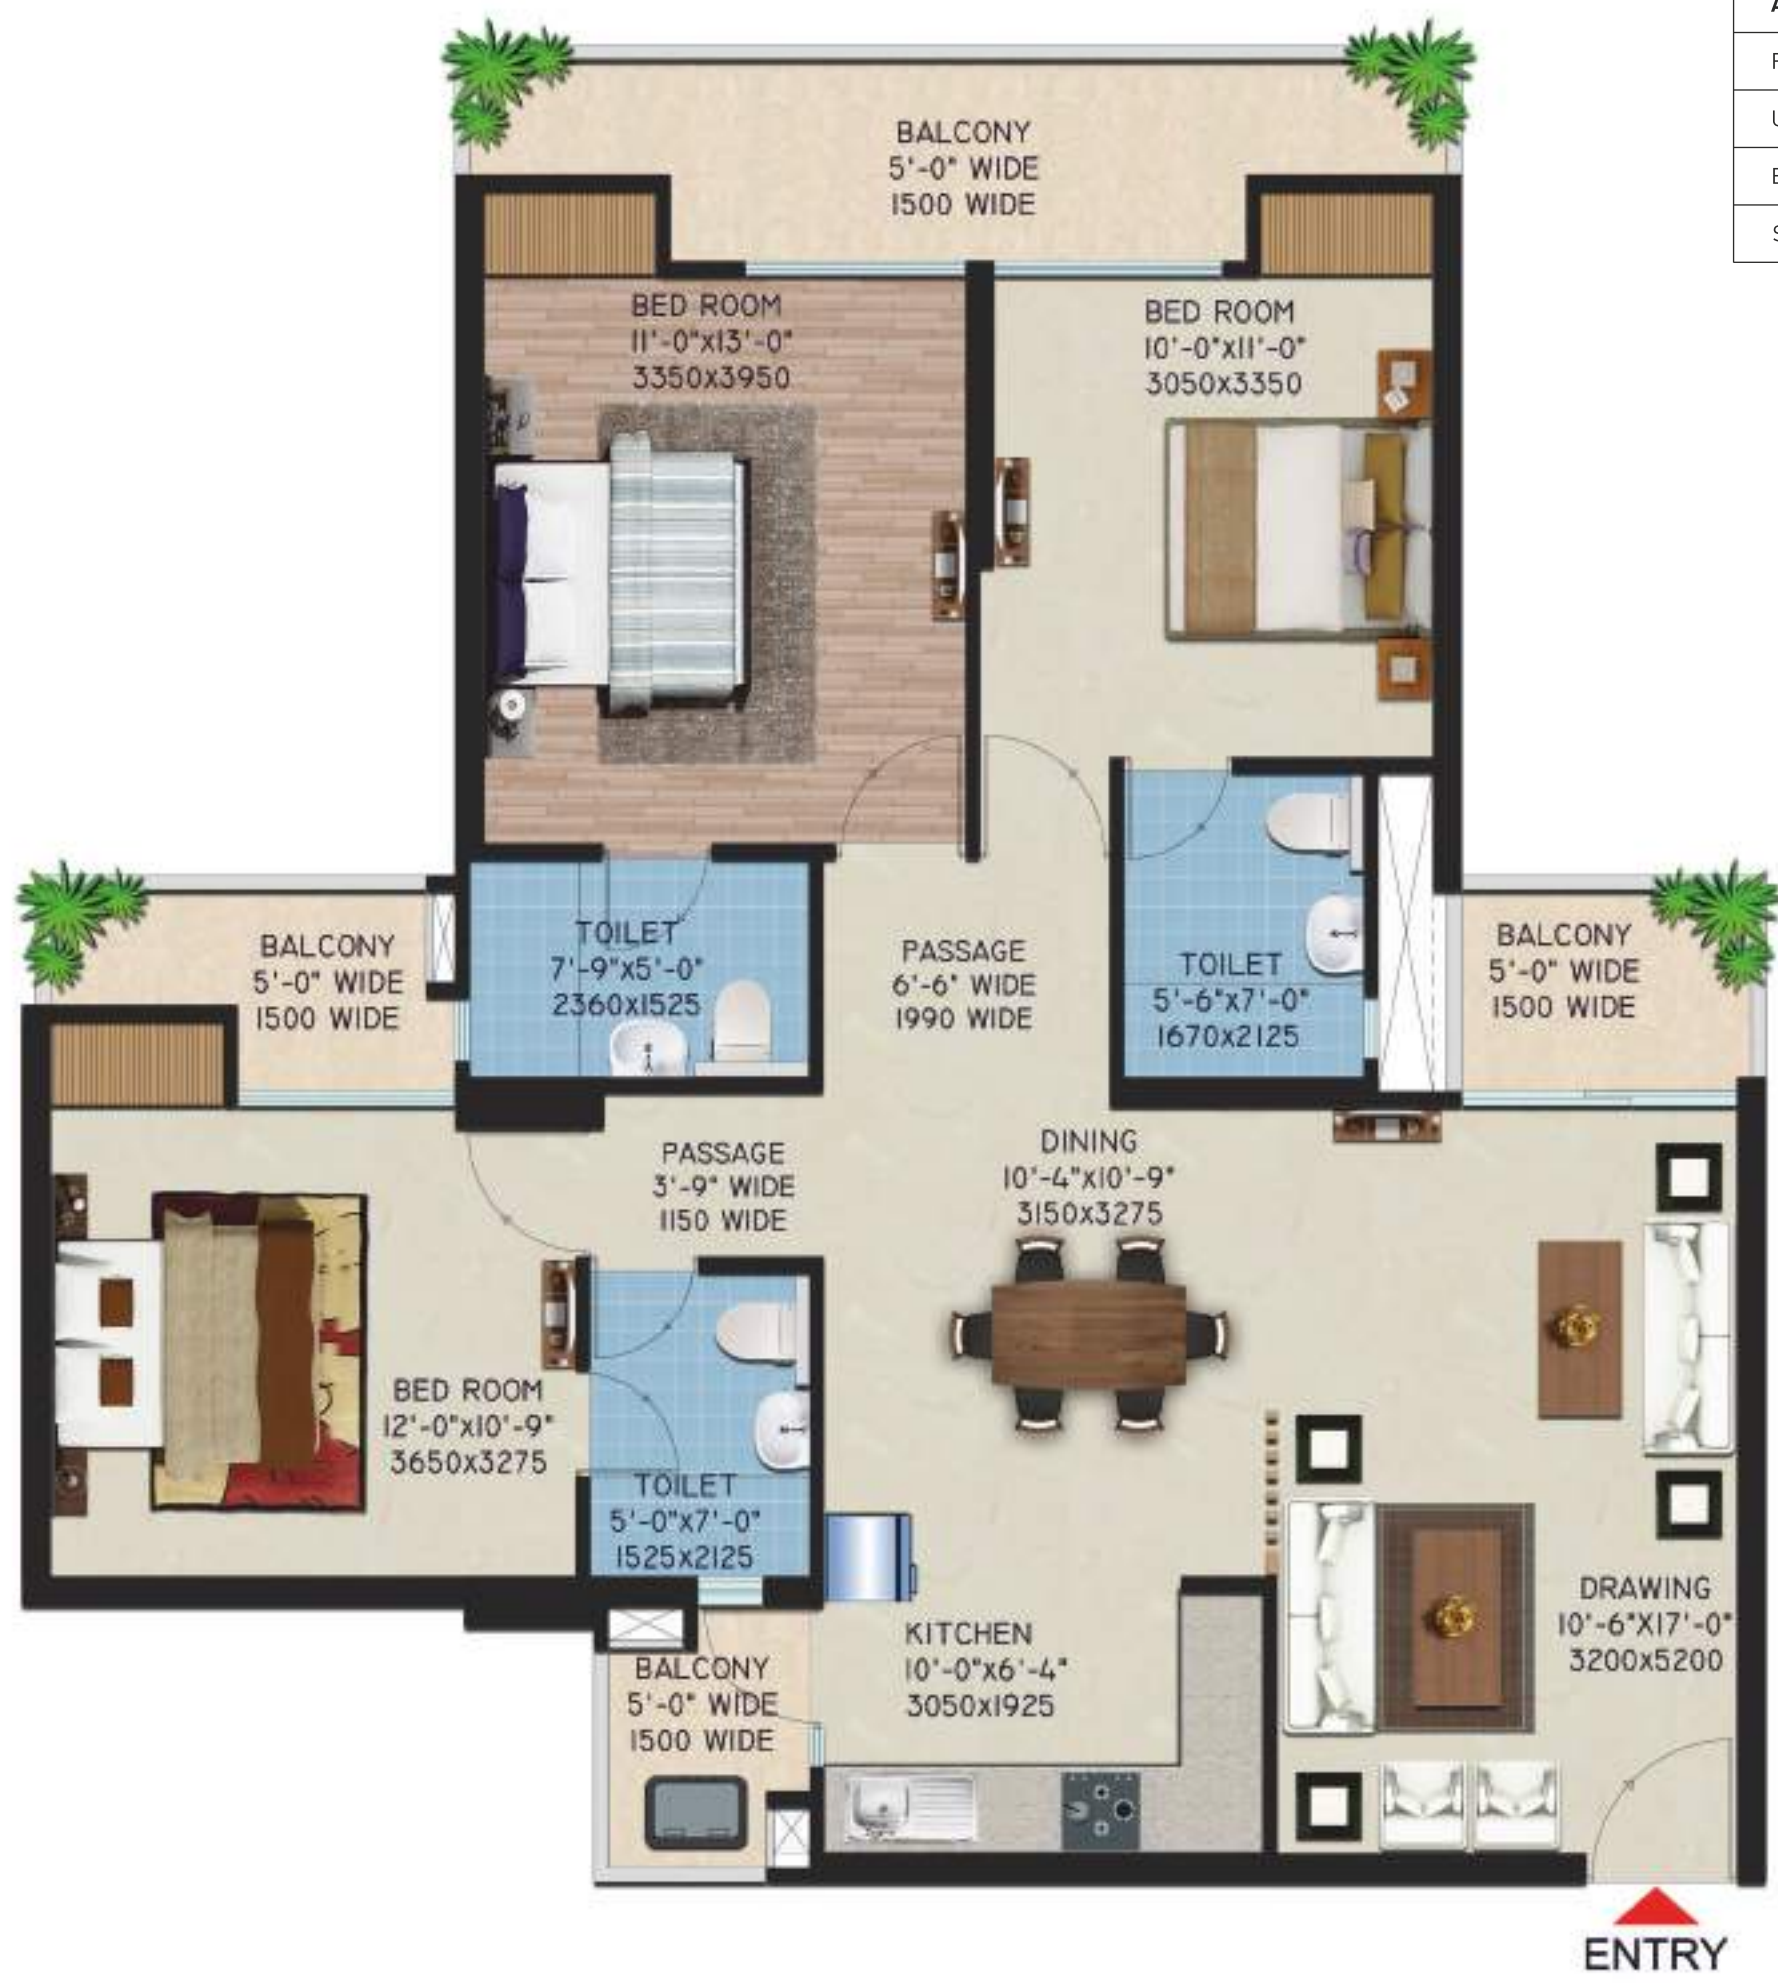 BALCONY
5'-0" WIDE
1500 WIDE
BED ROOM
11'-0"x13'-0"
3350x3950
BED ROOM
10'-0"x11'-0"
3050x3350
BALCONY
5'-0" WIDE
1500 WIDE
TOILET
7'-9"x5'-0"
2360x1525
PASSAGE
6'-6" WIDE
1990 WIDE
TOILET
5'-6"x7'-0"
1670x2125
BALCONY
5'-0" WIDE
1500 WIDE
PASSAGE
3'-9" WIDE
1150 WIDE
DINING
10'-4"x10'-9"
3150x3275
BED ROOM
12'-0"x10'-9"
3650x3275
TOILET
5'-0"x7'-0"
1525x2125
KITCHEN
10'-0"x6'-4"
3050x1925
DRAWING
10'-6"X17'-0"
3200x5200
BALCONY
5'-0" WIDE
1500 WIDE
ENTRY